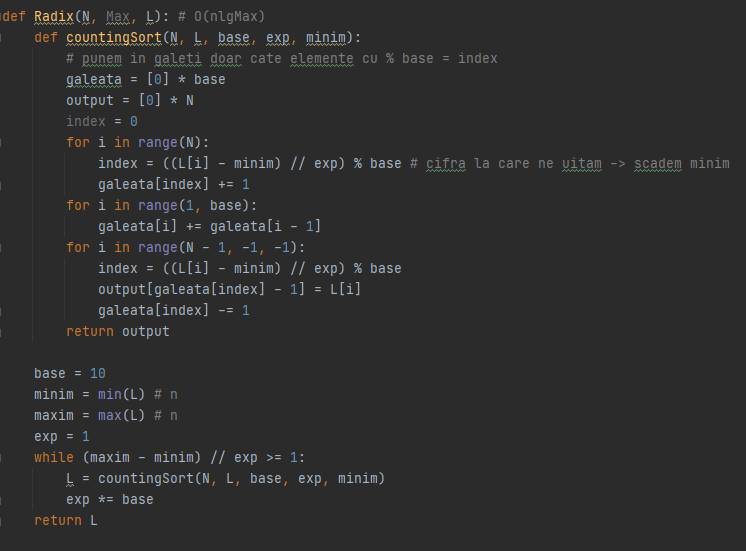 def Radix(N, Max, L): # O(nlgMax)
    def countingSort(N, L, base, exp, minim):
        # punem in galeti doar cate elemente cu % base = index
        galeata = [0] * base
        output = [0] * N
        index = 0
        for i in range(N):
            index = ((L[i] - minim) // exp) % base # cifra la care ne uitam -> scadem minim
            galeata[index] += 1
        for i in range(1, base):
            galeata[i] += galeata[i - 1]
        for i in range(N - 1, -1, -1):
            index = ((L[i] - minim) // exp) % base
            output[galeata[index] - 1] = L[i]
            galeata[index] -= 1
        return output

    base = 10
    minim = min(L) # n
    maxim = max(L) # n
    exp = 1
    while (maxim - minim) // exp >= 1:
        L = countingSort(N, L, base, exp, minim)
        exp *= base
    return L